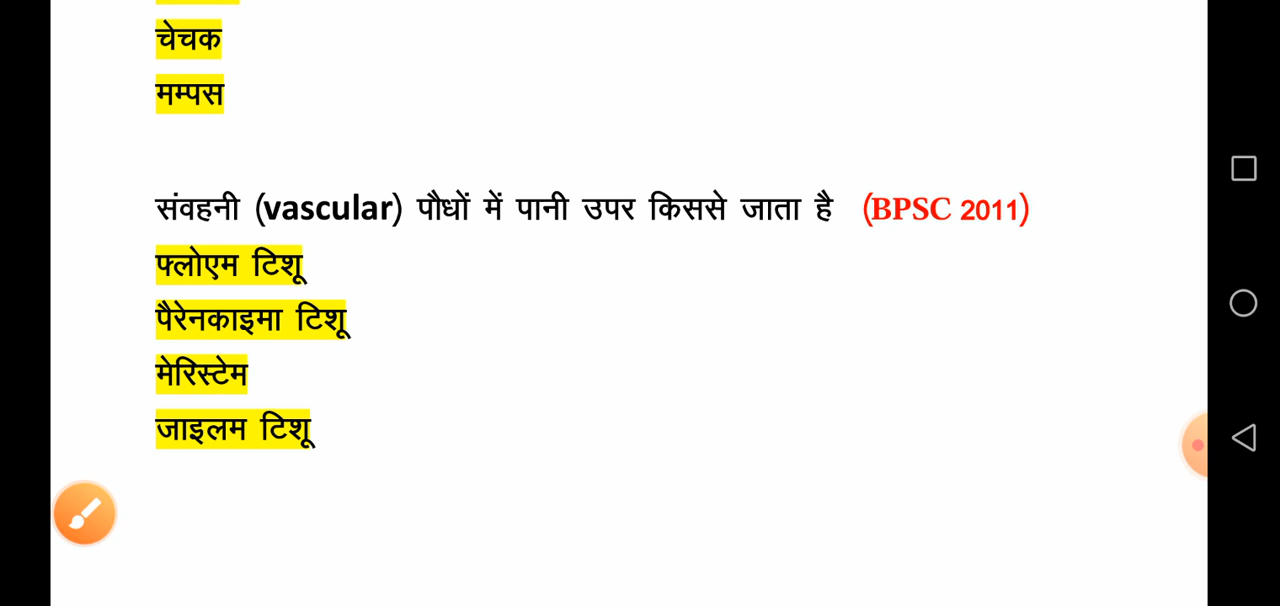 चेचक
मम्पस
संवहनी (vascular) पौधों में पानी उपर किससे जाता है (BPSC 2011)
फ्लोएम टिशू
पैरेनकाइमा टिशू
मेरिस्टेम
जाइलम टिशू